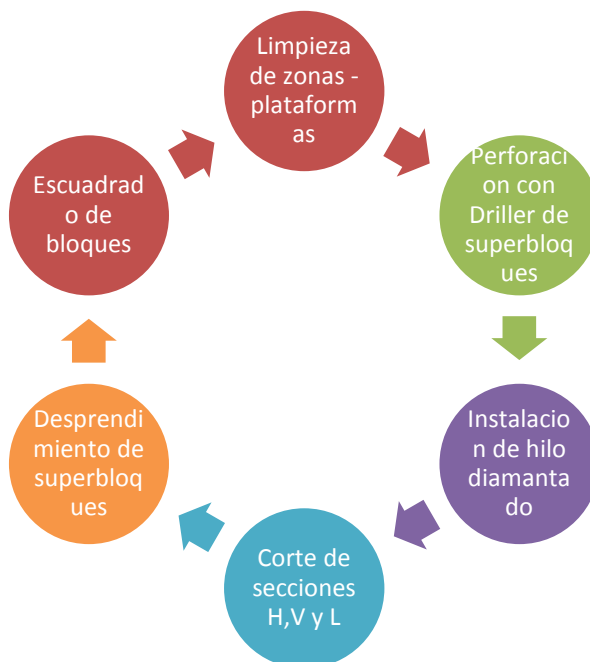 Limpieza
de zonas -
plataform
as
Perforaci
on con
Driller de
superbloq
ues
Instalacio
n de hilo
diamanta
do
Corte de
secciones
H,V y L
Desprendi
miento de
superbloq
ues
Escuadrad
o de
bloques